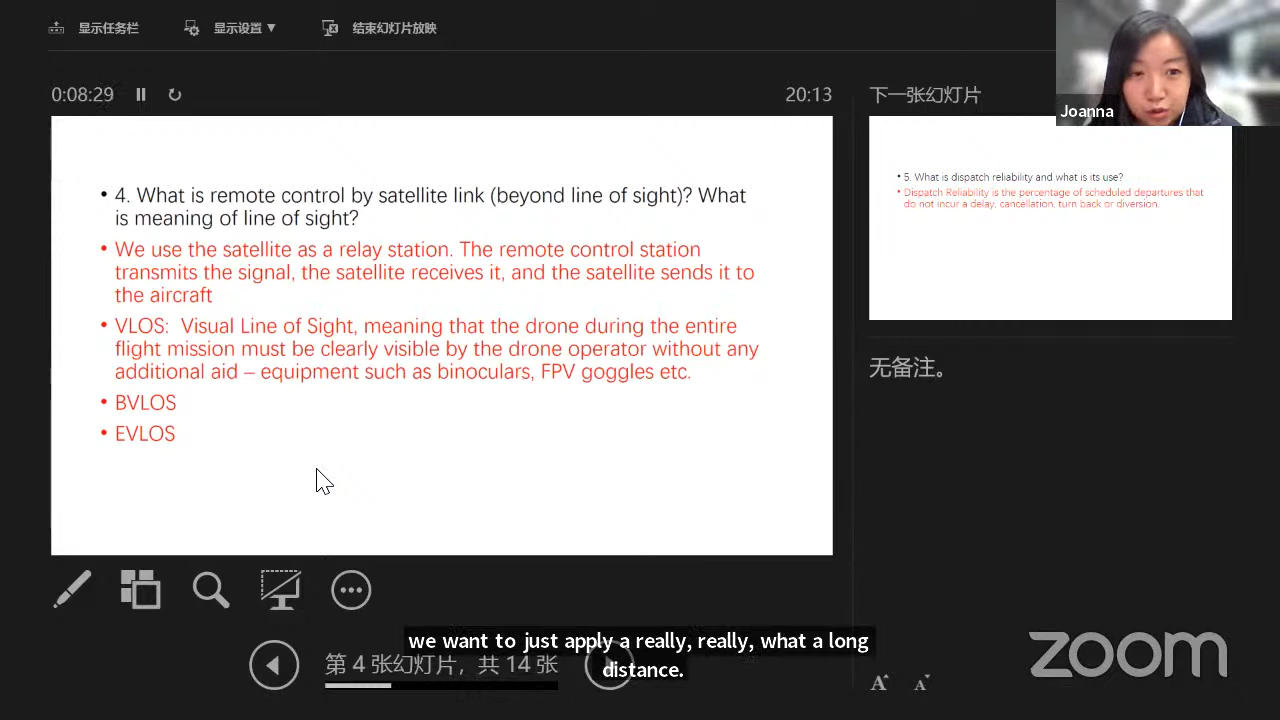 显示任务栏 显示设置 ▼ 结束幻灯片放映
0:08:29 20:13 下一张幻灯片
Joanna
• 4. What is remote control by satellite link (beyond line of sight)? What
is meaning of line of sight?
• We use the satellite as a relay station. The remote control station
transmits the signal, the satellite receives it, and the satellite sends it to
the aircraft
• VLOS: Visual Line of Sight, meaning that the drone during the entire
flight mission must be clearly visible by the drone operator without any
additional aid – equipment such as binoculars, FPV goggles etc.
• BVLOS
• EVLOS
• 5. What is dispatch reliability and what is its use?
• Dispatch Reliability is the percentage of scheduled departures that
do not incur a delay, cancellation, turn back or diversion.
无备注。
we want to just apply a really, really, what a long
distance.
第 4 张幻灯片，共 14 张
A A
zoom